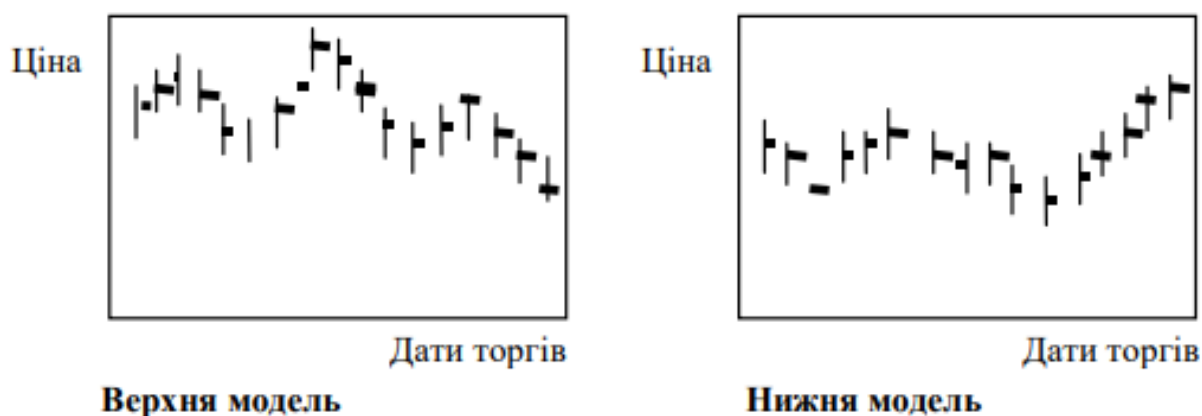 Ціна
Ціна
Дати торгів
Дати торгів
Верхня модель
Нижня модель